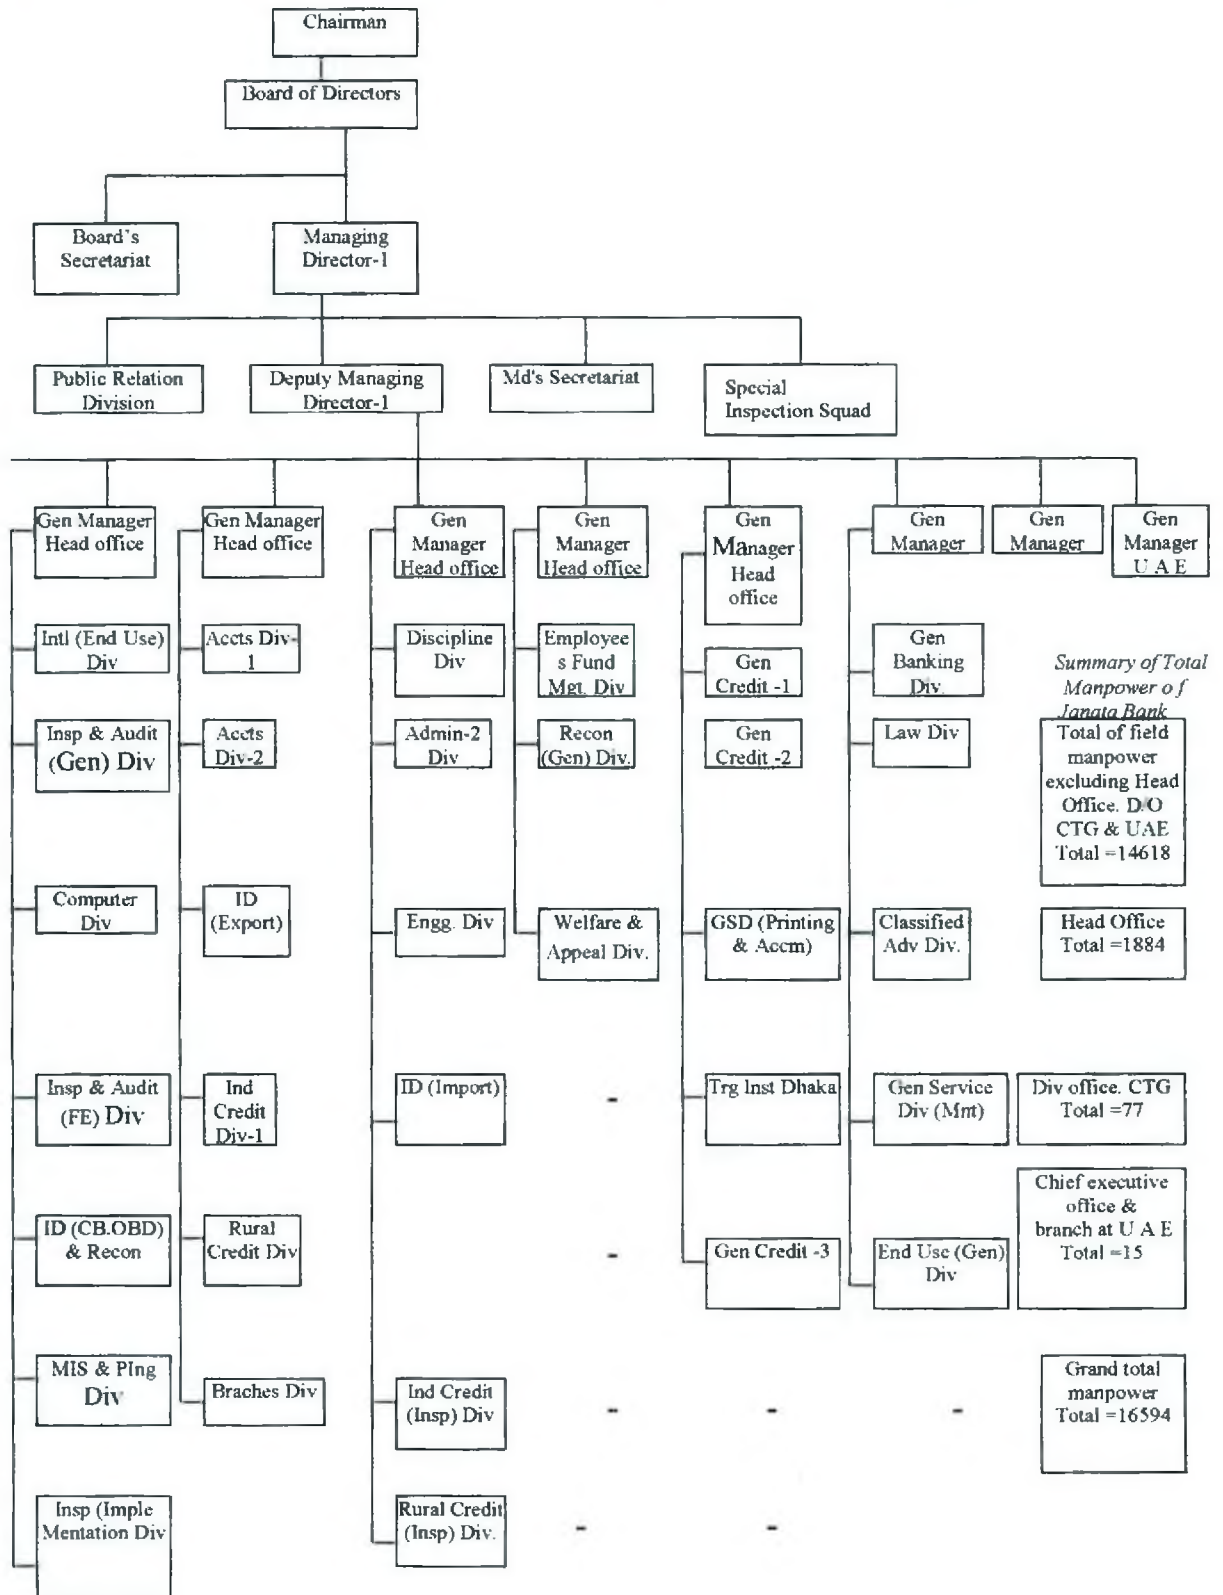 Chairman
Board of Directors
Board's
Secretariat
Managing
Director-1
Public Relation
Division
Deputy Managing
Director-1
Md's Secretariat
Special
Inspection Squad
Gen Manager
Head office
Gen Manager
Head office
Gen
Manager
Head office
Gen
Manager
Head office
Gen
Manager
Head
office
Gen
Manager
Gen
Manager
Gen
Manager
U A E
Intl (End Use)
Div
Accts Div-
1
Discipline
Div
Employee
s Fund
Mgt. Div
Gen
Credit -1
Gen
Banking
Div.
Summary of Total
Manpower o f
Janata Bank
Insp & Audit
(Gen) Div
Accts
Div-2
Admin-2
Div
Recon
(Gen) Div.
Gen
Credit -2
Law Div
Total of field
manpower
excluding Head
Office. D/O
CTG & UAE
Total =14618
Computer
Div
ID
(Export)
Engg. Div
Welfare &
Appeal Div.
GSD (Printing
& Accm)
Classified
Adv Div.
Head Office
Total =1884
Insp & Audit
(FE) Div
Ind
Credit
Div-1
ID (Import)
-
Trg Inst Dhaka
Gen Service
Div (Mnt)
Div office. CTG
Total =77
ID (CB.OBD)
& Recon
Rural
Credit Div
-
Gen Credit -3
End Use (Gen)
Div
Chief executive
office &
branch at U A E
Total =15
MIS & Plng
Div
Braches Div
Ind Credit
(Insp) Div
-
-
-
Grand total
manpower
Total =16594
Insp (Imple
Mentation Div
Rural Credit
(Insp) Div.
-
-